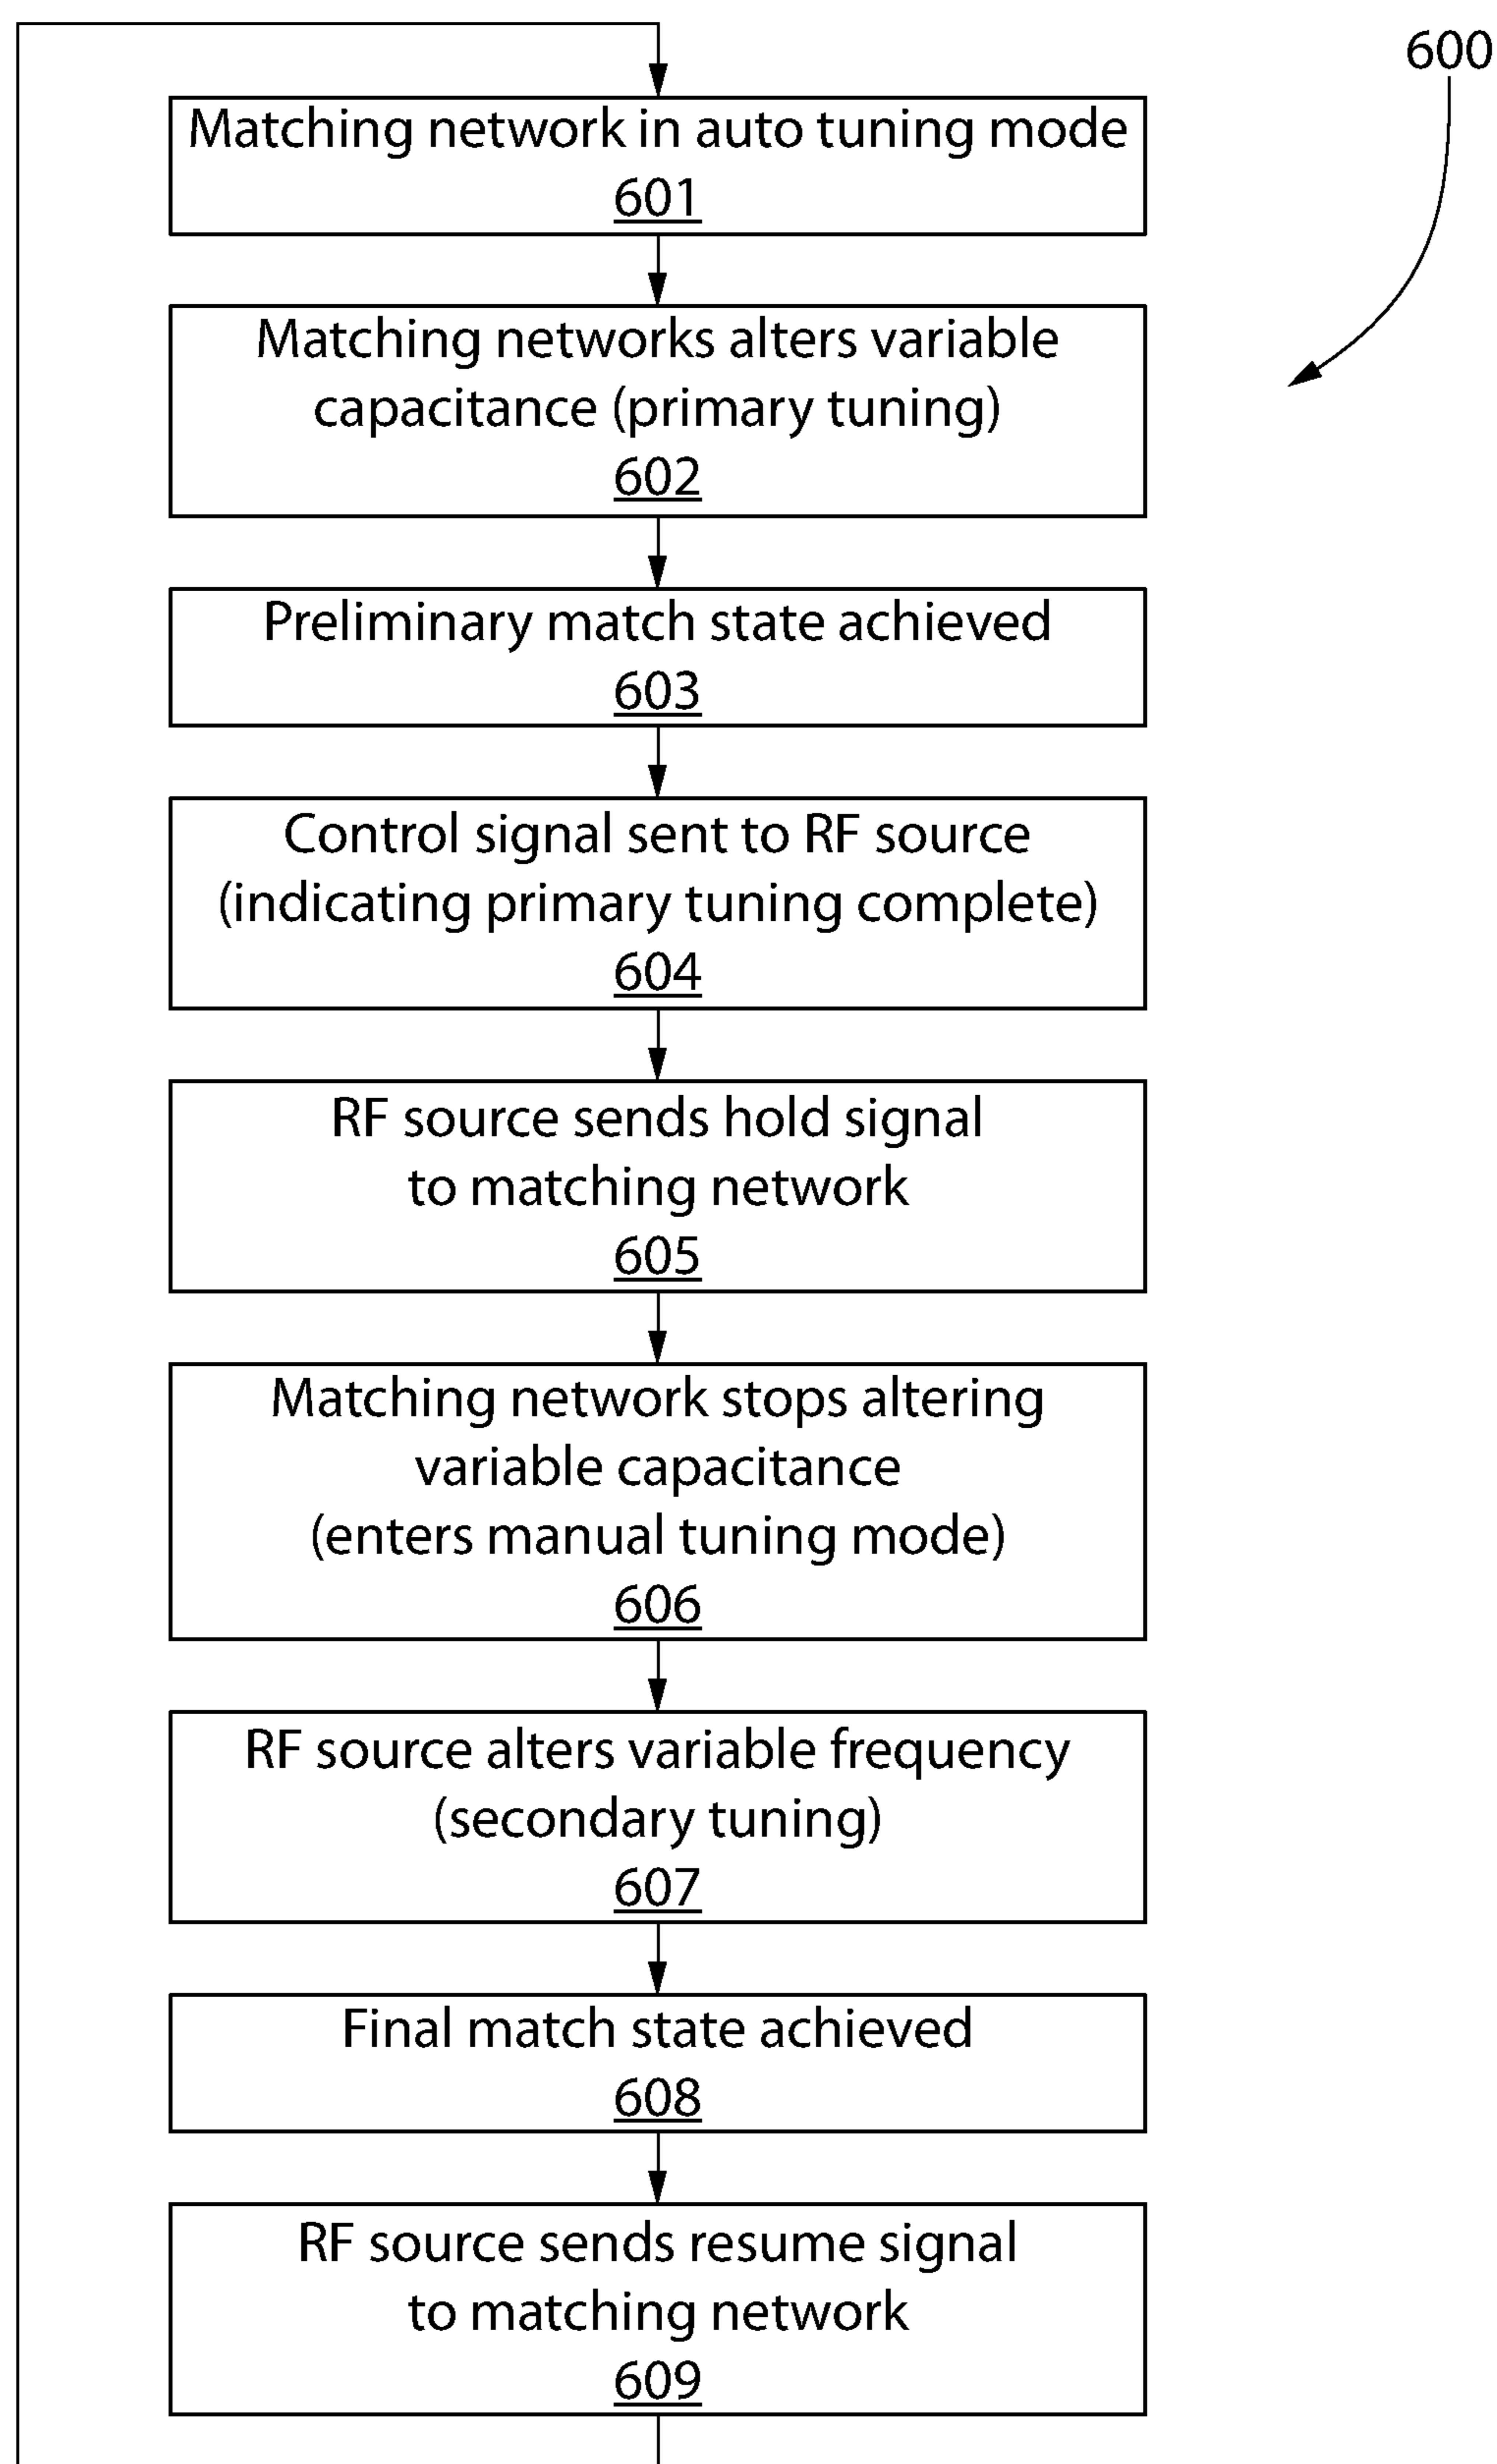 600
Matching network in auto tuning mode
601
Matching networks alters variable
capacitance (primary tuning)
602
Preliminary match state achieved
603
Control signal sent to RF source
(indicating primary tuning complete)
604
RF source sends hold signal
to matching network
605
Matching network stops altering
variable capacitance
(enters manual tuning mode)
606
RF source alters variable frequency
(secondary tuning)
607
Final match state achieved
608
RF source sends resume signal
to matching network
609